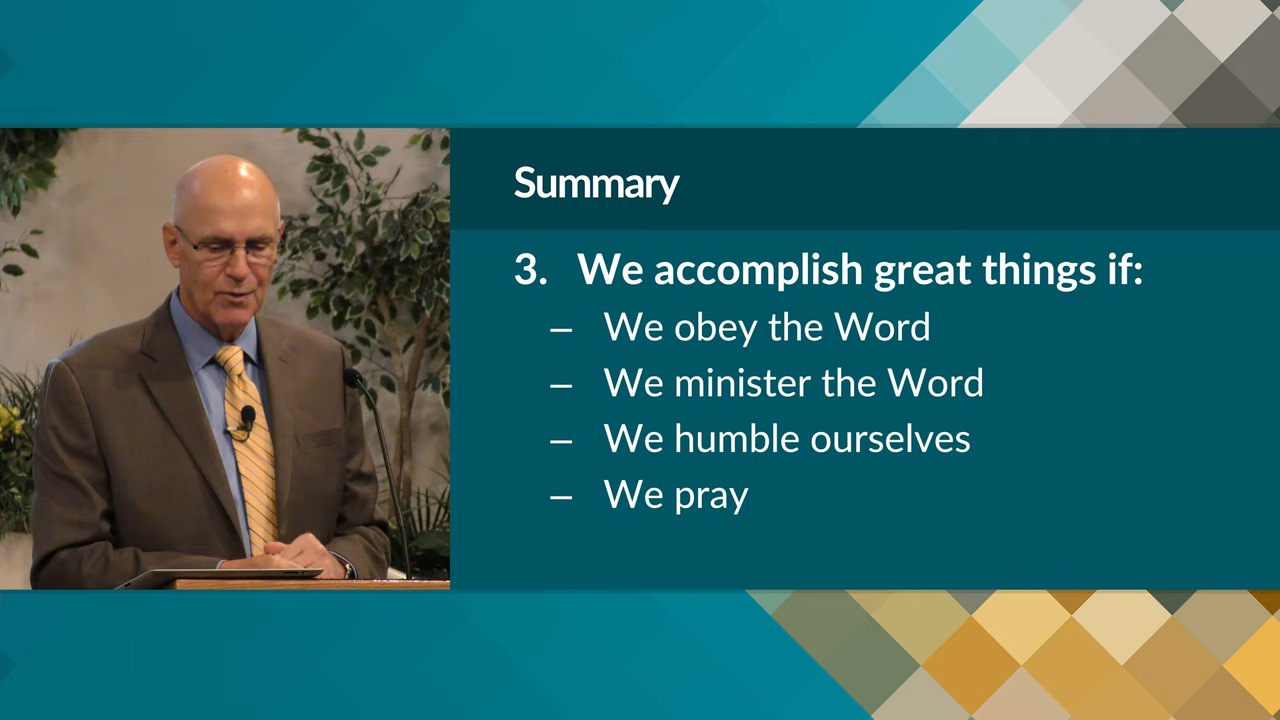 Summary
3. We accomplish great things if:
– We obey the Word
– We minister the Word
– We humble ourselves
– We pray